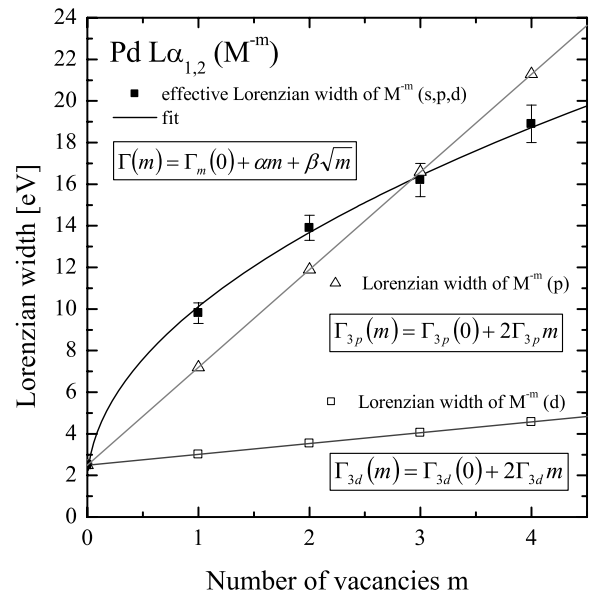 Pd Lα1,2 (M-m)
effective Lorenzian width of M-m (s,p,d)
fit
Γ(m) = Γm(0) + αm + β√m
Lorenzian width of M-m (p)
Γ3p(m) = Γ3p(0) + 2Γ3p m
Lorenzian width of M-m (d)
Γ3d(m) = Γ3d(0) + 2Γ3d m
Lorenzian width [eV]
24
22
20
18
16
14
12
10
8
6
4
2
0
0 1 2 3 4
Number of vacancies m